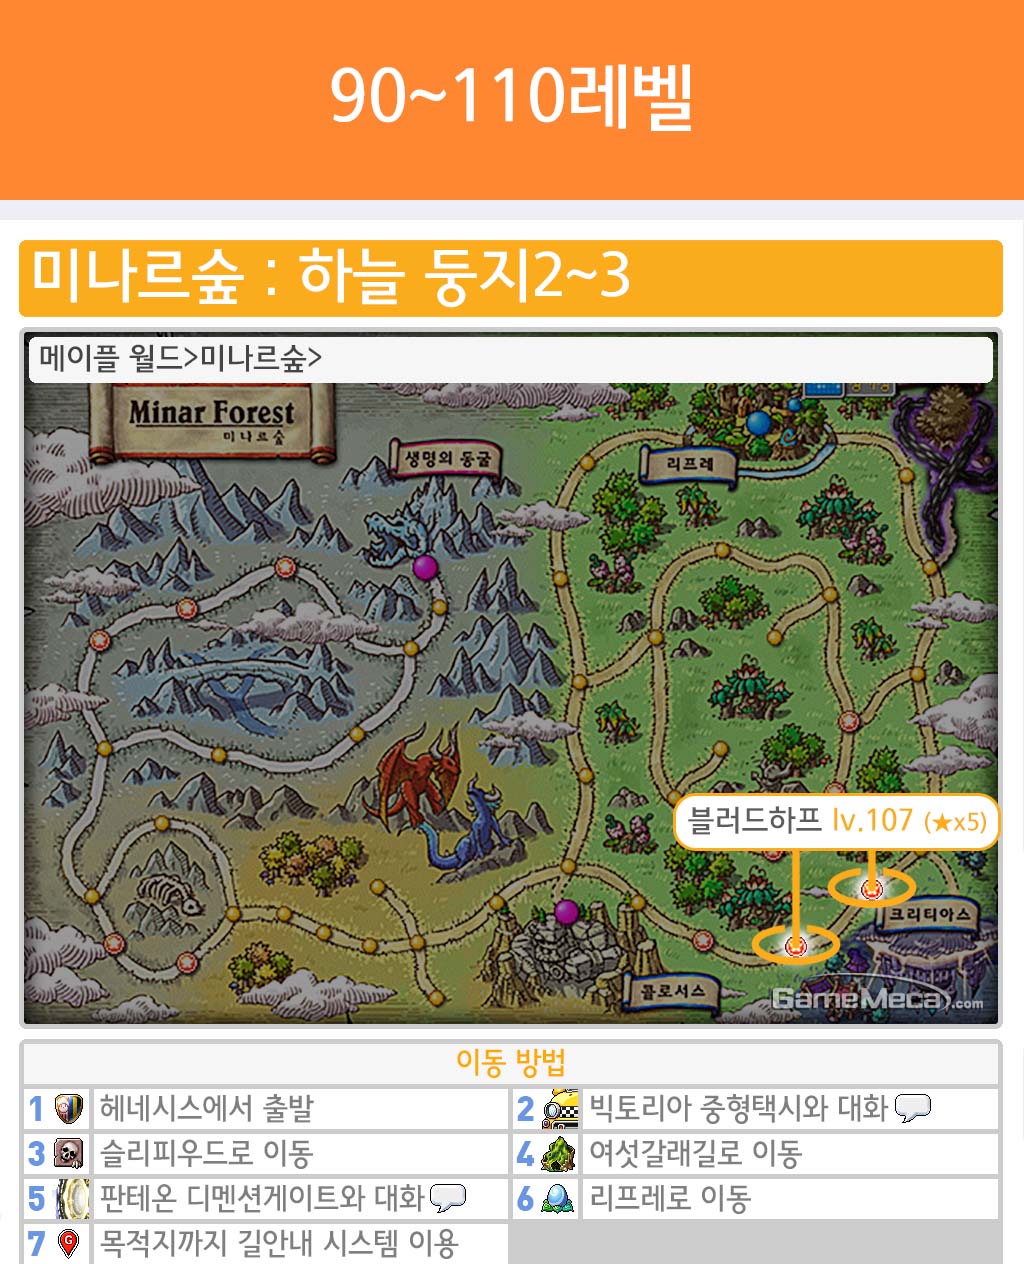 90~110레벨
미나르숲 : 하늘 둥지2~3
메이플 월드>미나르숲>
Minar Forest
미나르숲
생명의 동굴
리프레
블러드하프 lv.107 (★x5)
크리티아스
콜로서스
GameMeca.com
이동 방법
1 헤네시스에서 출발
2 빅토리아 중형택시와 대화
3 슬리피우드로 이동
4 여섯갈래길로 이동
5 판테온 디멘션게이트와 대화
6 리프레로 이동
7 G 목적지까지 길안내 시스템 이용